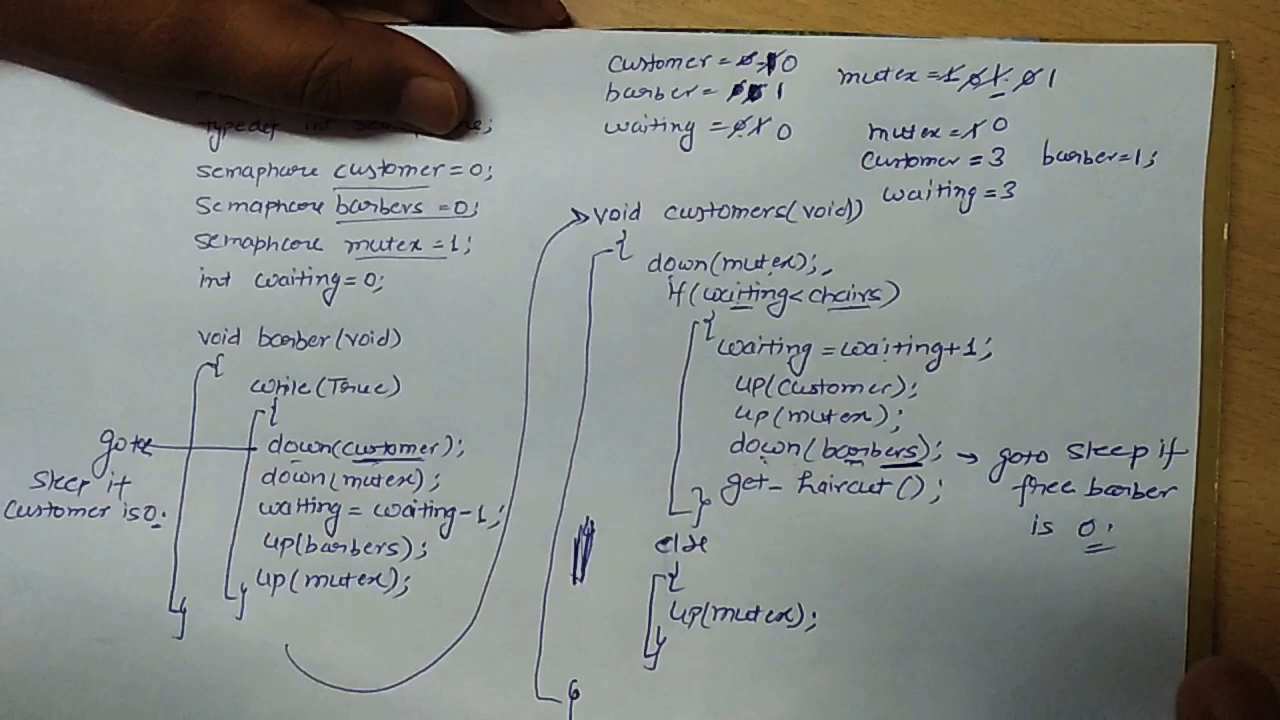 customer = 0 1 0
barber = 0 1
waiting = 0 1 0
mutex = 1 0 1 0 1
mutex = 1 0
customer = 3 barber=1;
waiting = 3
typedef int
semaphore customer = 0;
semaphore barbers = 0;
semaphore mutex = 1;
int waiting = 0;
void barber (void)
{
while (True)
{
down (customer);
down (mutex);
waiting = waiting-1;
up (barbers);
up (mutex);
}
}
goto
sleep if
customer is 0.
void customers (void)
{
down (mutex);
if (waiting < chairs)
{
waiting = waiting+1;
up (customer);
up (mutex);
down (barbers); → goto sleep if
free barber
is 0.
get_haircut ();
}
else
{
up (mutex);
}
}